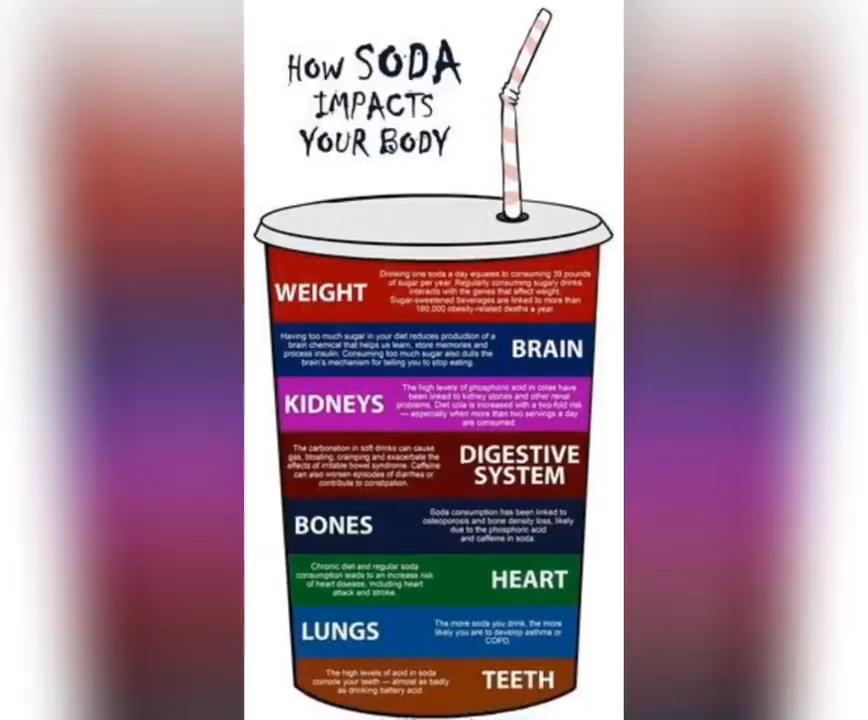 HOW SODA
IMPACTS
YOUR BODY
WEIGHT
Drinking one soda a day equates to consuming 39 pounds
of sugar per year. Regularly consuming sugary drinks
interacts with the genes that affect weight.
Sugar-sweetened beverages are linked to more than
180,000 obesity-related deaths a year.
Having too much sugar in your diet reduces production of a
brain chemical that helps us learn, store memories and
process insulin. Consuming too much sugar also dulls the
brain's mechanism for telling you to stop eating.
BRAIN
KIDNEYS
The high levels of phosphoric acid in colas have
been linked to kidney stones and other renal
problems. Diet cola is increased with a two-fold risk
— especially when more than two servings a day
are consumed.
The carbonation in soft drinks can cause
gas, bloating, cramping and exacerbate the
effects of irritable bowel syndrome. Caffeine
can also worsen episodes of diarrhea or
contribute to constipation.
DIGESTIVE
SYSTEM
BONES
Soda consumption has been linked to
osteoporosis and bone density loss, likely
due to the phosphoric acid
and caffeine in soda.
Chronic diet and regular soda
consumption leads to an increase risk
of heart disease, including heart
attack and stroke.
HEART
LUNGS
The more soda you drink, the more
likely you are to develop asthma or
COPD.
The high levels of acid in soda
corrode your teeth — almost as badly
as drinking battery acid.
TEETH